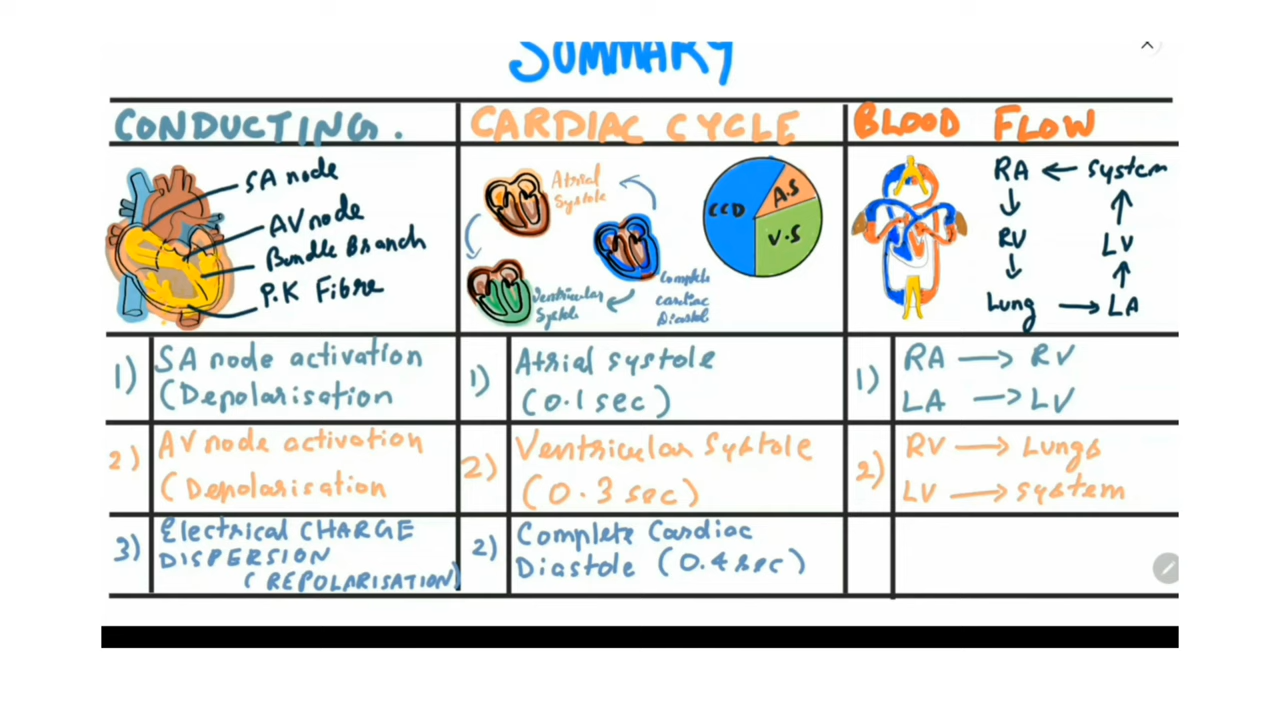 SUMMARY
CONDUCTING.
CARDIAC CYCLE
BLOOD FLOW
SA node
AV node
Bundle Branch
P.K Fibre
Atrial
Systole
Ventricular
Systole
Complete
cardiac
Diastol
CCD
A.S
V.S
RA ← System
↓ ↑
RV LV
↓ ↑
Lung → LA
1) SA node activation
(Depolarisation
1) Atrial systole
(0.1 sec)
1) RA → RV
LA → LV
2) AV node activation
(Depolarisation
2) Ventricular Systole
(0.3 sec)
2) RV → Lungs
LV → System
3) Electrical CHARGE
DISPERSION
(REPOLARISATION)
2) Complete Cardiac
Diastole (0.4 sec)